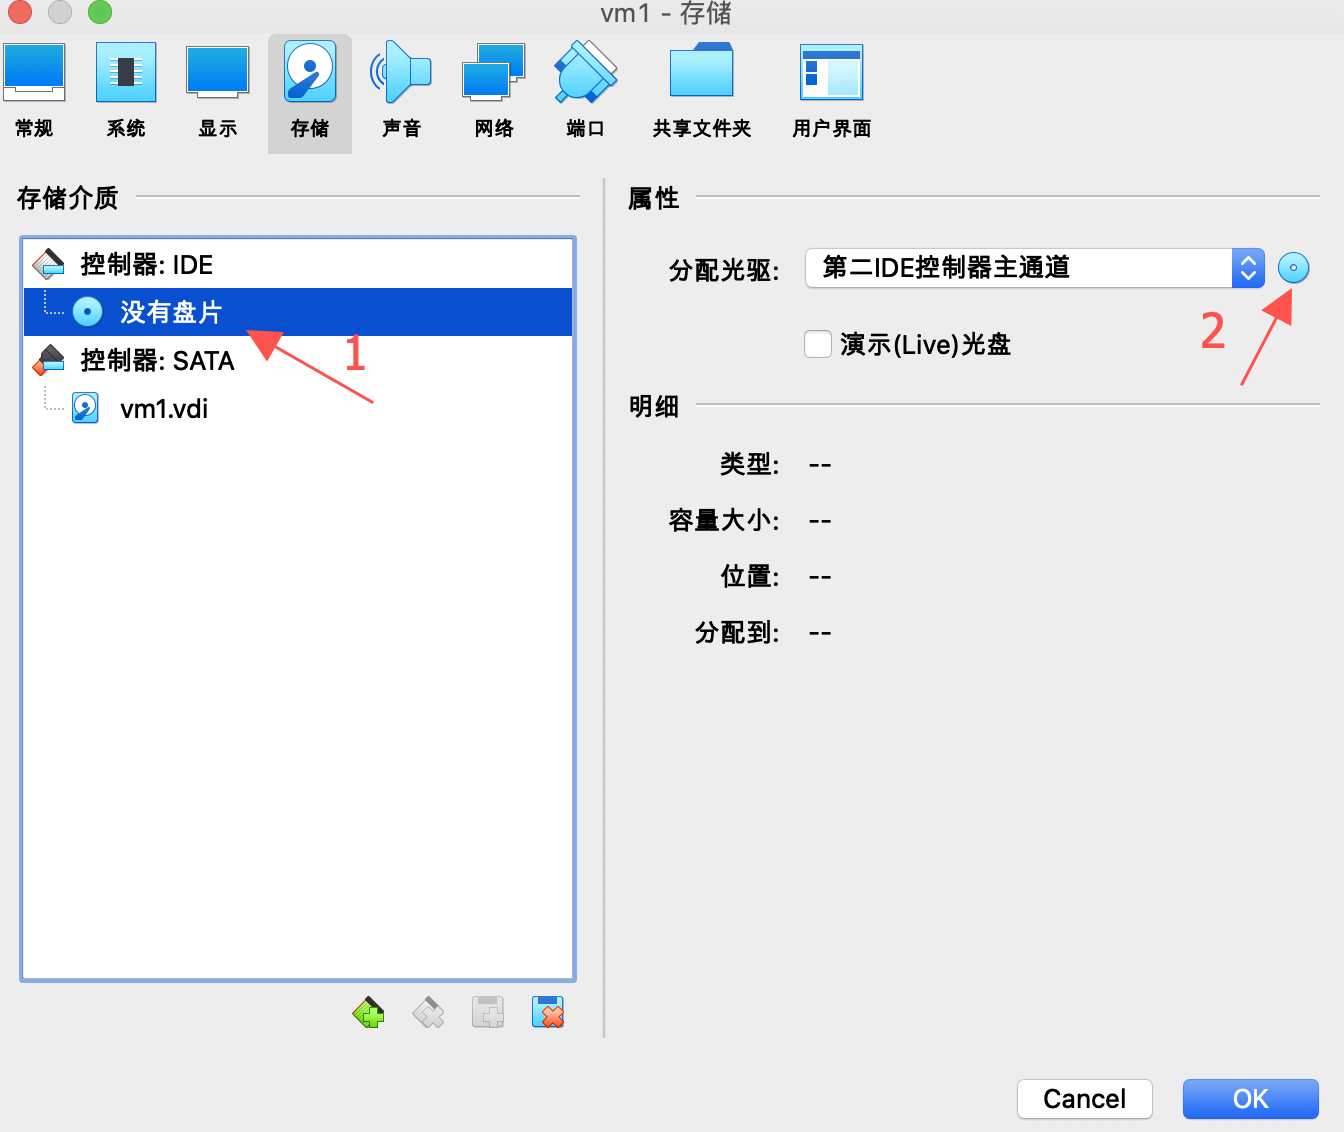 vm1 - 存储
常规
系统
显示
存储
声音
网络
端口
共享文件夹
用户界面
存储介质
控制器: IDE
没有盘片
1
控制器: SATA
vm1.vdi
属性
分配光驱: 第二IDE控制器主通道
2
演示(Live)光盘
明细
类型: --
容量大小: --
位置: --
分配到: --
Cancel
OK